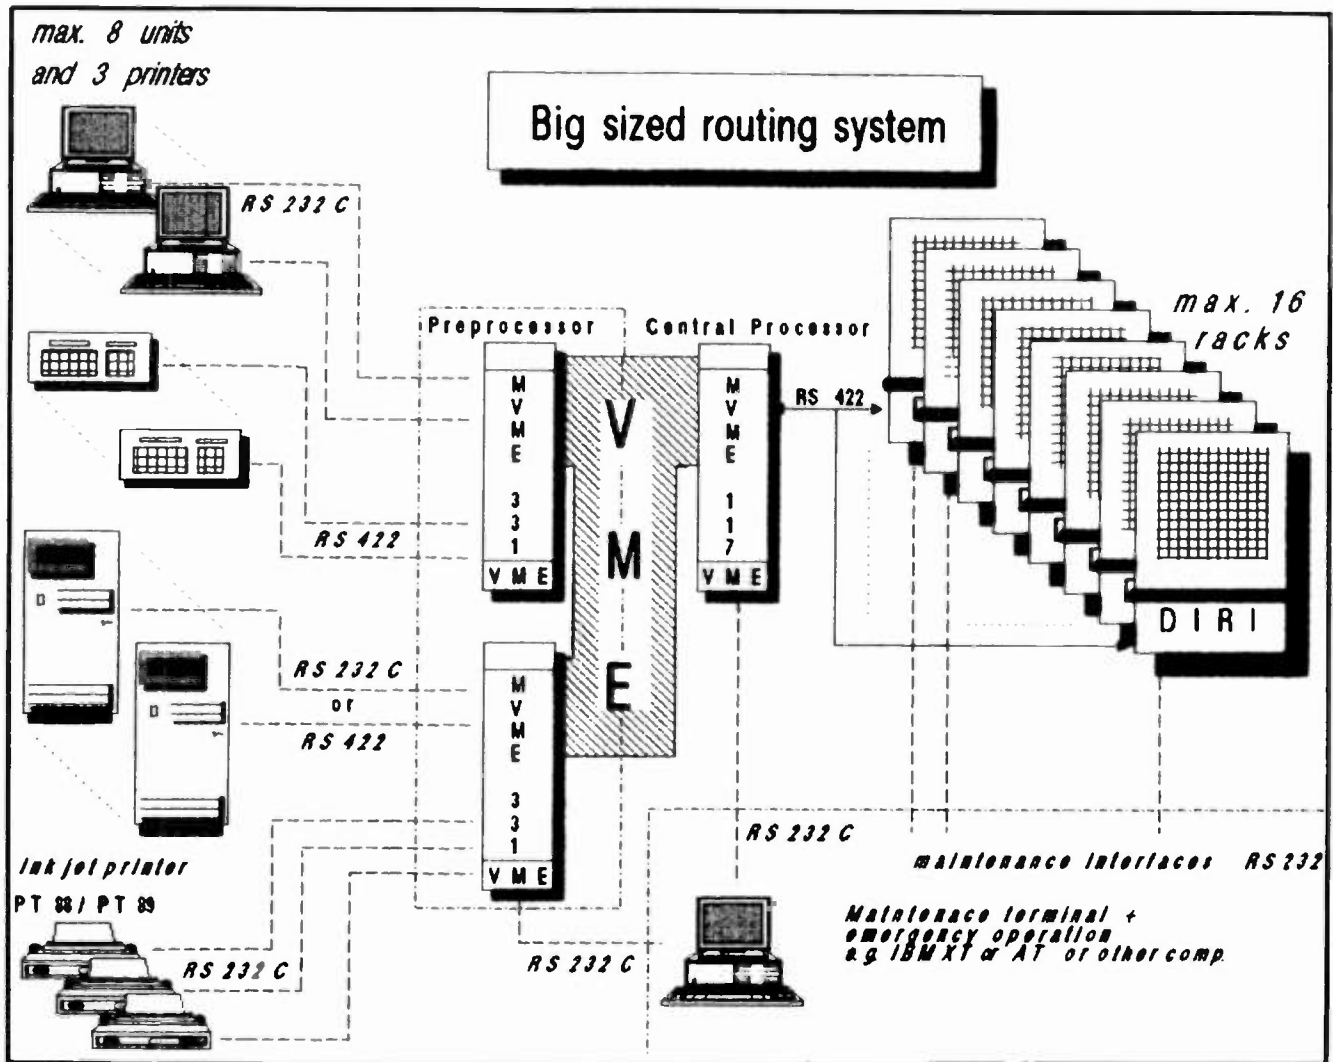 max. 8 units
and 3 printers
Big sized routing system
RS 232 C
Preprocessor
Central Processor
max. 16
racks
MVME 331
VME
VME
MVME 117
VME
RS 422
RS 422
DIRI
RS 232 C
or
RS 422
MVME 331
VME
RS 232 C
maintenance interfaces RS232
ink jet printer
PT 88 / PT 89
RS 232 C
RS 232 C
Maintenace terminal +
emergency operation
e.g. IBM XT or AT or other comp.